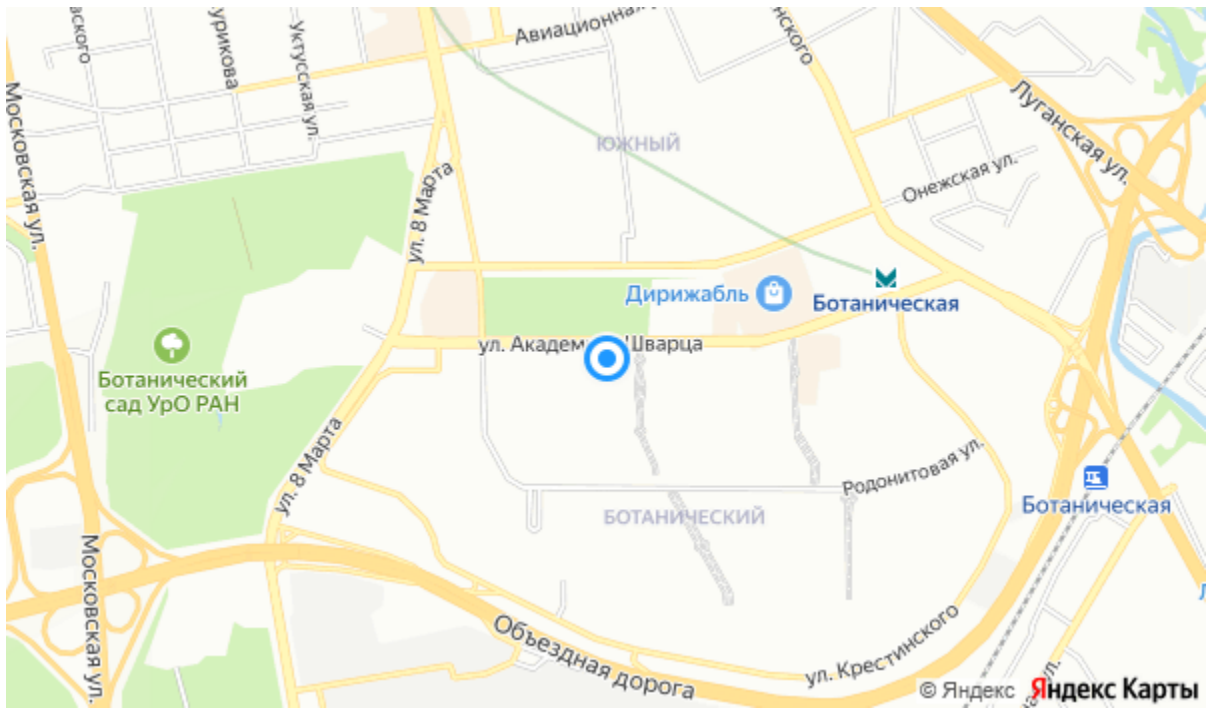 Авиационная
Уктусская ул.
Московская ул.
Луганская ул.
ЮЖНЫЙ
Онежская ул.
ул. 8 Марта
Дирижабль
Ботаническая
ул. Академ
Шварца
Ботанический
сад УрО РАН
ул. 8 Марта
Родонитовая ул.
Ботаническая
БОТАНИЧЕСКИЙ
Московская ул.
Объездная дорога
ул. Крестинского
© Яндекс Яндекс Карты